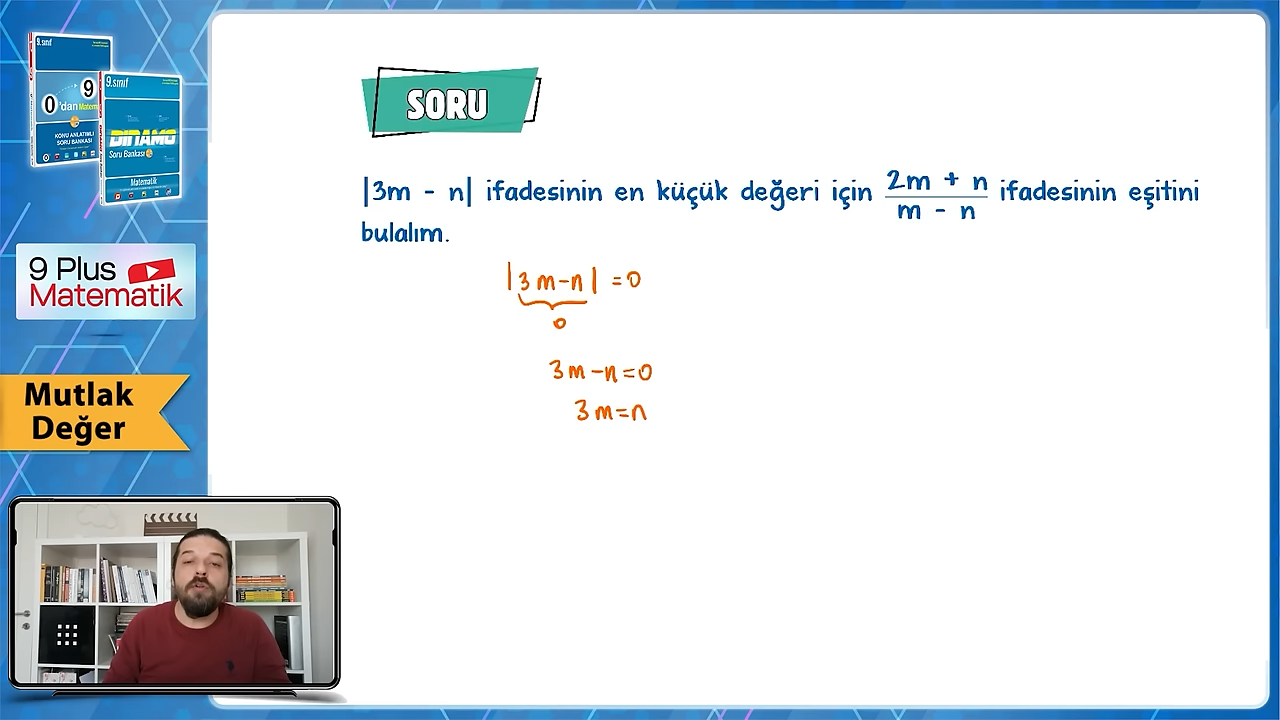 9.sınıf
0'dan 9
Matem
KONU ANLATIMLI
SORU BANKASI
9.sınıf
DİNAMO
Soru Bankası
Matematik
SORU
|3m - n| ifadesinin en küçük değeri için (2m + n)/(m - n) ifadesinin eşitini
bulalım.
|3m-n| = 0
0
3m-n=0
3m=n
9 Plus
Matematik
Mutlak
Değer